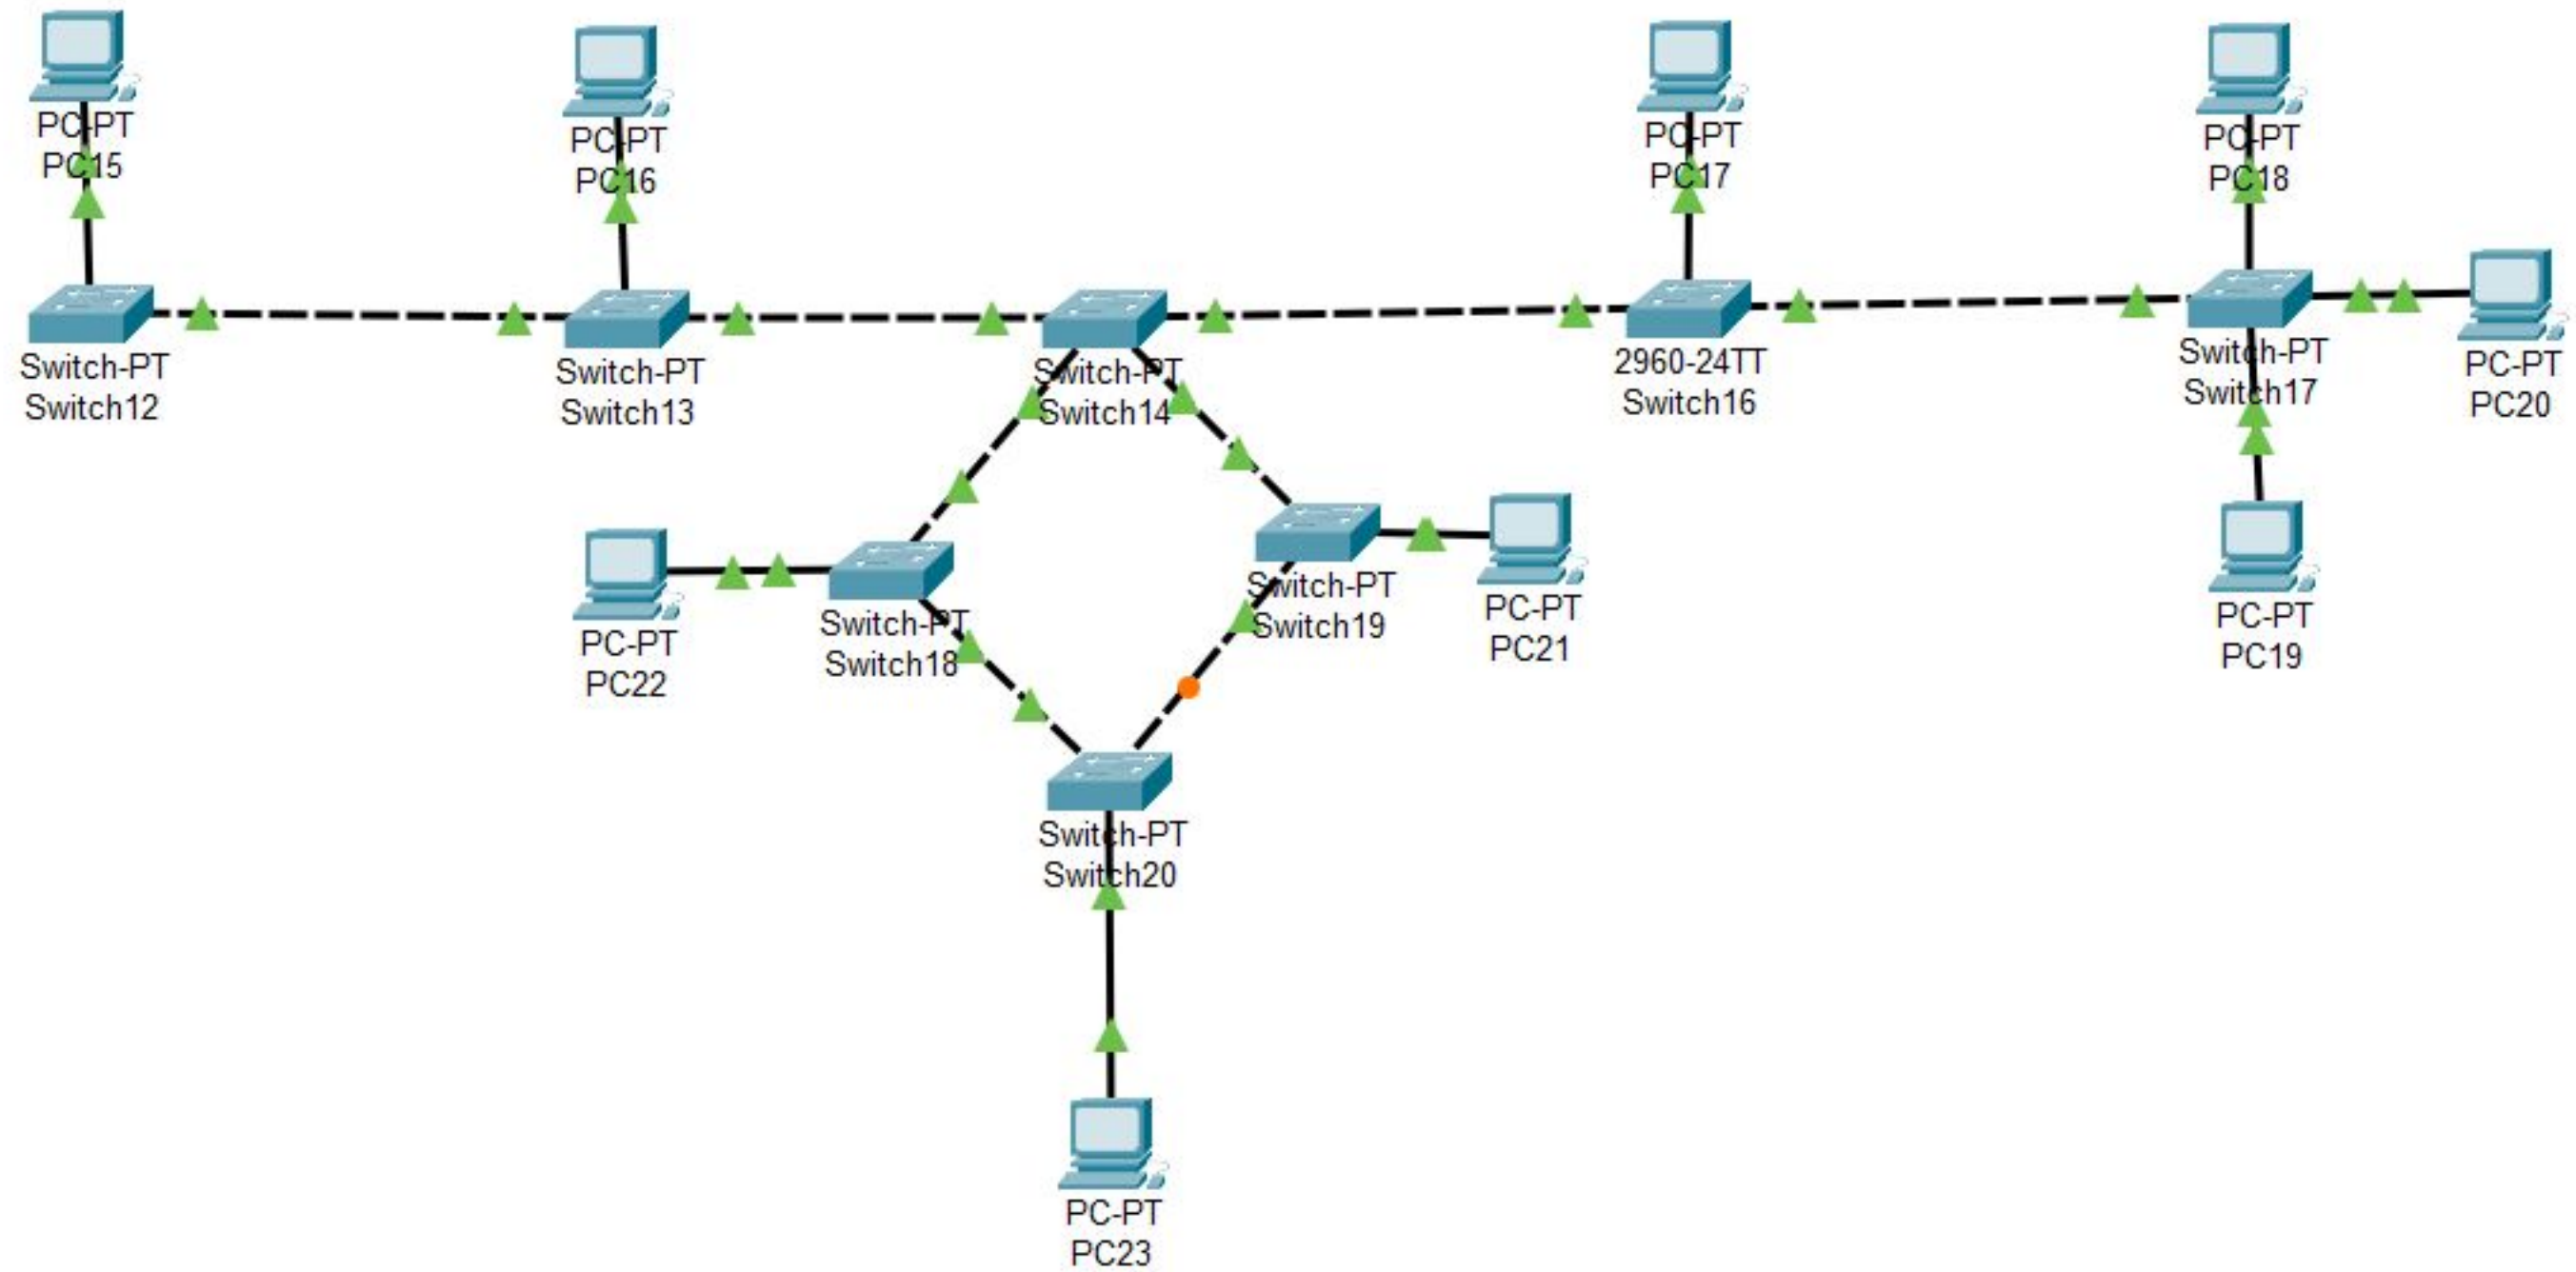 PC-PT
PC15
PC-PT
PC16
PC-PT
PC17
PC-PT
PC18
Switch-PT
Switch12
Switch-PT
Switch13
Switch-PT
Switch14
2960-24TT
Switch16
Switch-PT
Switch17
PC-PT
PC20
PC-PT
PC22
Switch-PT
Switch18
Switch-PT
Switch19
PC-PT
PC21
PC-PT
PC19
Switch-PT
Switch20
PC-PT
PC23